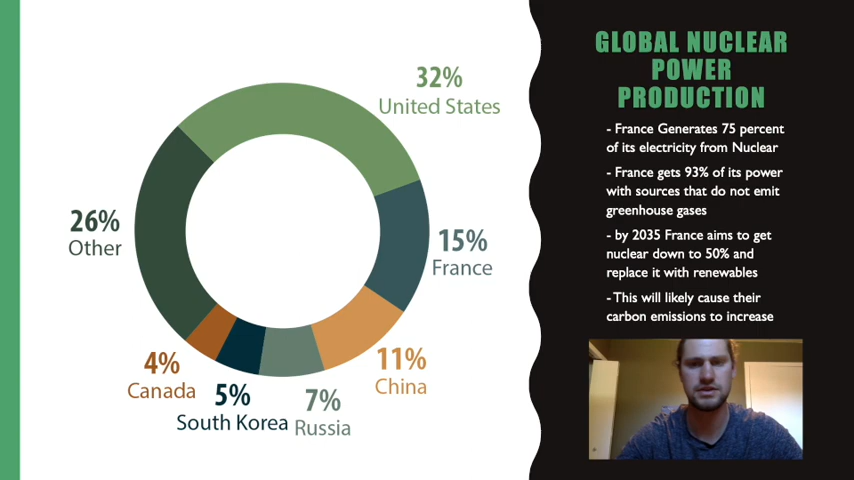 32%
United States
15%
France
11%
China
7%
Russia
5%
South Korea
4%
Canada
26%
Other
GLOBAL NUCLEAR
POWER
PRODUCTION
- France Generates 75 percent
of its electricity from Nuclear
- France gets 93% of its power
with sources that do not emit
greenhouse gases
- by 2035 France aims to get
nuclear down to 50% and
replace it with renewables
- This will likely cause their
carbon emissions to increase